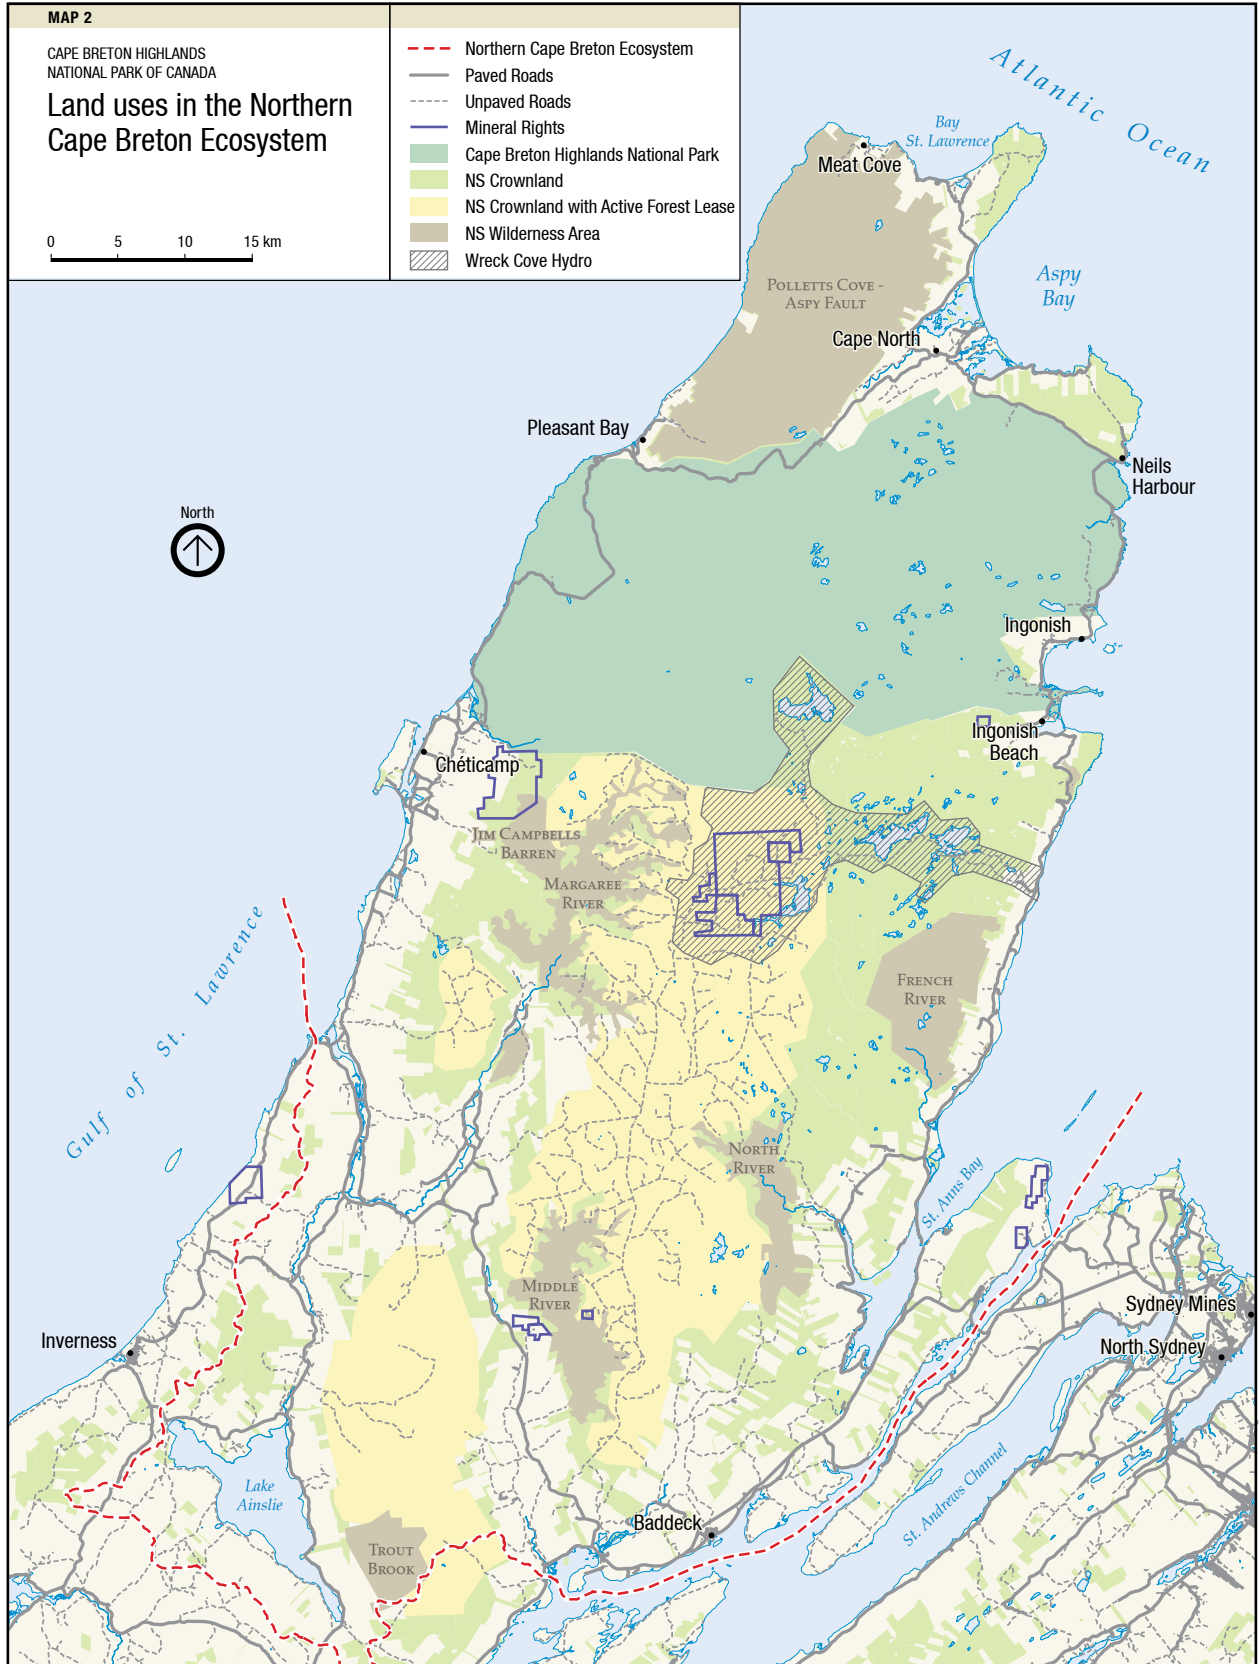 MAP 2
CAPE BRETON HIGHLANDS
NATIONAL PARK OF CANADA
Land uses in the Northern
Cape Breton Ecosystem
0 5 10 15 km
Northern Cape Breton Ecosystem
Paved Roads
Unpaved Roads
Mineral Rights
Cape Breton Highlands National Park
NS Crownland
NS Crownland with Active Forest Lease
NS Wilderness Area
Wreck Cove Hydro
Atlantic Ocean
Bay
St. Lawrence
Meat Cove
Aspy
Bay
POLLETTS COVE -
ASPY FAULT
Cape North
Pleasant Bay
Neils
Harbour
North
Ingonish
Ingonish
Beach
Chéticamp
JIM CAMPBELLS
BARREN
MARGAREE
RIVER
Gulf of St. Lawrence
FRENCH
RIVER
NORTH
RIVER
St. Anns Bay
MIDDLE
RIVER
Sydney Mines
North Sydney
Inverness
Lake
Ainslie
St. Andrews Channel
Baddeck
TROUT
BROOK